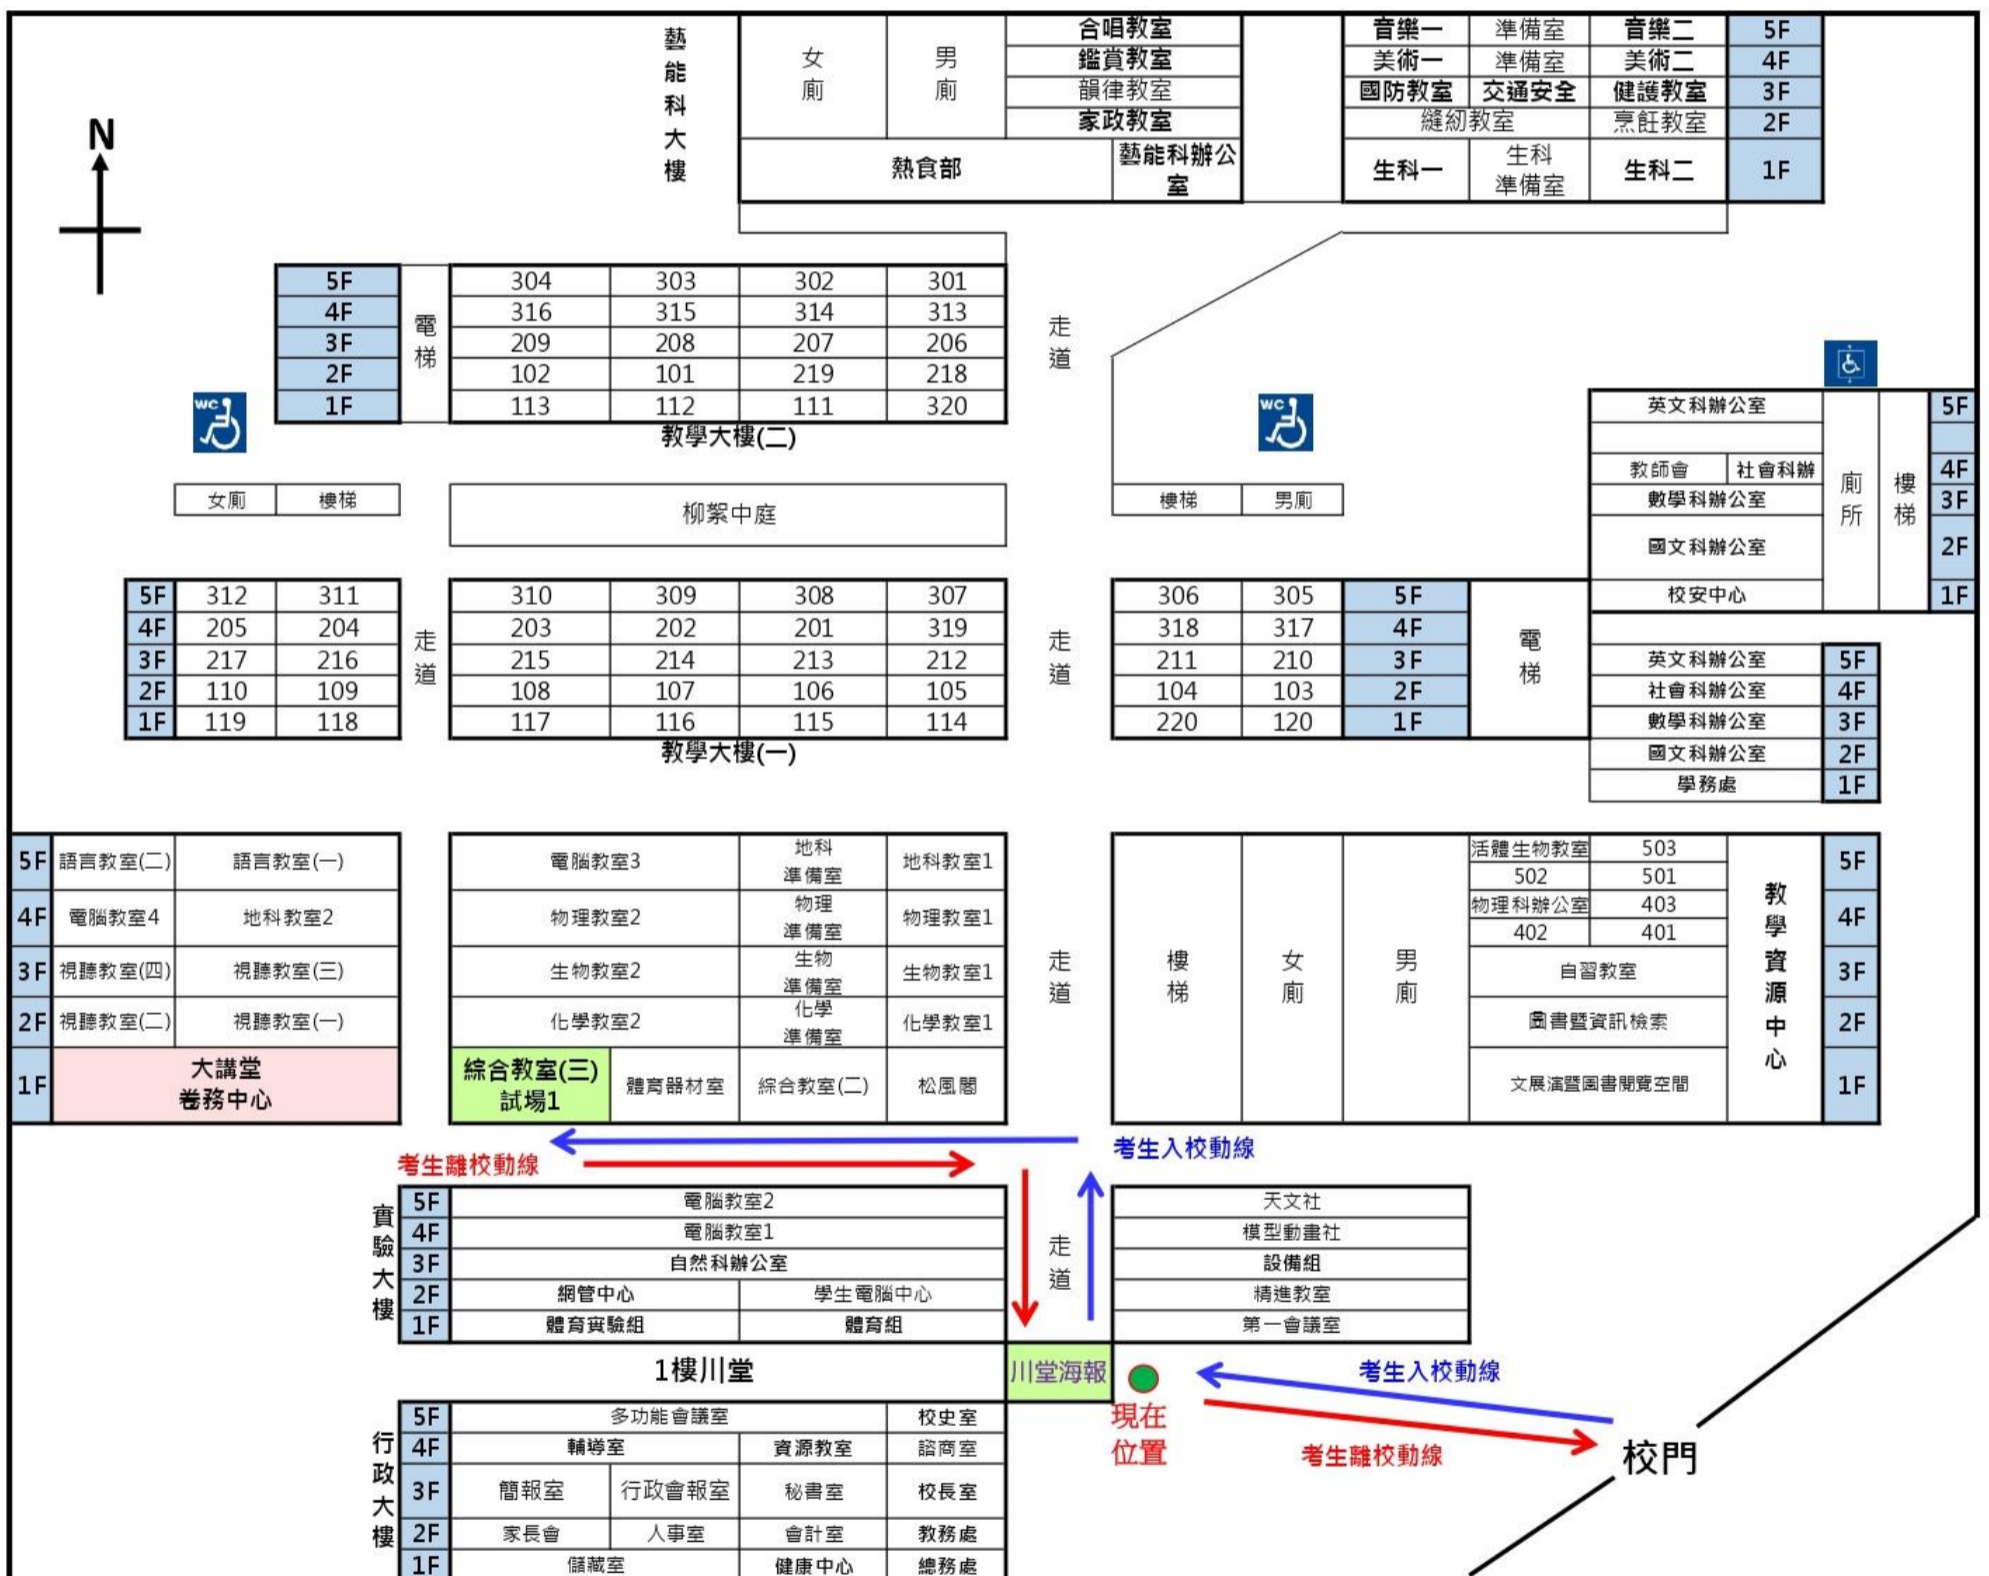 藝能科大樓
女廁
男廁
合唱教室
鑑賞教室
韻律教室
家政教室
熱食部
藝能科辦公
室
音樂一 準備室 音樂二 5F
美術一 準備室 美術二 4F
國防教室 交通安全 健護教室 3F
縫紉教室 烹飪教室 2F
生科一 生科 準備室 生科二 1F
N
5F 304 303 302 301
4F 316 315 314 313
3F 209 208 207 206
2F 102 101 219 218
1F 113 112 111 320
電梯
走道
教學大樓(二)
WC
WC
女廁 樓梯
柳絮中庭
樓梯 男廁
英文科辦公室 5F
教師會 社會科辦 4F
數學科辦公室 3F
國文科辦公室 2F
校安中心 1F
廁所
樓梯
5F 312 311 310 309 308 307 306 305 5F
4F 205 204 203 202 201 319 318 317 4F
3F 217 216 215 214 213 212 211 210 3F
2F 110 109 108 107 106 105 104 103 2F
1F 119 118 117 116 115 114 220 120 1F
走道
走道
電梯
教學大樓(一)
英文科辦公室 5F
社會科辦公室 4F
數學科辦公室 3F
國文科辦公室 2F
學務處 1F
5F 語言教室(二) 語言教室(一)
4F 電腦教室4 地科教室2
3F 視聽教室(四) 視聽教室(三)
2F 視聽教室(二) 視聽教室(一)
1F 大講堂
卷務中心
電腦教室3 地科 準備室 地科教室1
物理教室2 物理 準備室 物理教室1
生物教室2 生物 準備室 生物教室1
化學教室2 化學 準備室 化學教室1
綜合教室(三) 體育器材室 綜合教室(二) 松風閣
試場1
走道
樓梯
女廁
男廁
活體生物教室 503
502 501
物理科辦公室 403
402 401
自習教室
圖書暨資訊檢索
文展演暨圖書閱覽空間
教學資源中心
5F
4F
3F
2F
1F
考生入校動線
考生離校動線
實驗大樓
5F 電腦教室2
4F 電腦教室1
3F 自然科辦公室
2F 網管中心 學生電腦中心
1F 體育實驗組 體育組
走道
天文社
模型動畫社
設備組
精進教室
第一會議室
1樓川堂
川堂海報
現在
位置
考生入校動線
考生離校動線
校門
行政大樓
5F 多功能會議室 校史室
4F 輔導室 資源教室 諮商室
3F 簡報室 行政會報室 秘書室 校長室
2F 家長會 人事室 會計室 教務處
1F 儲藏室 健康中心 總務處